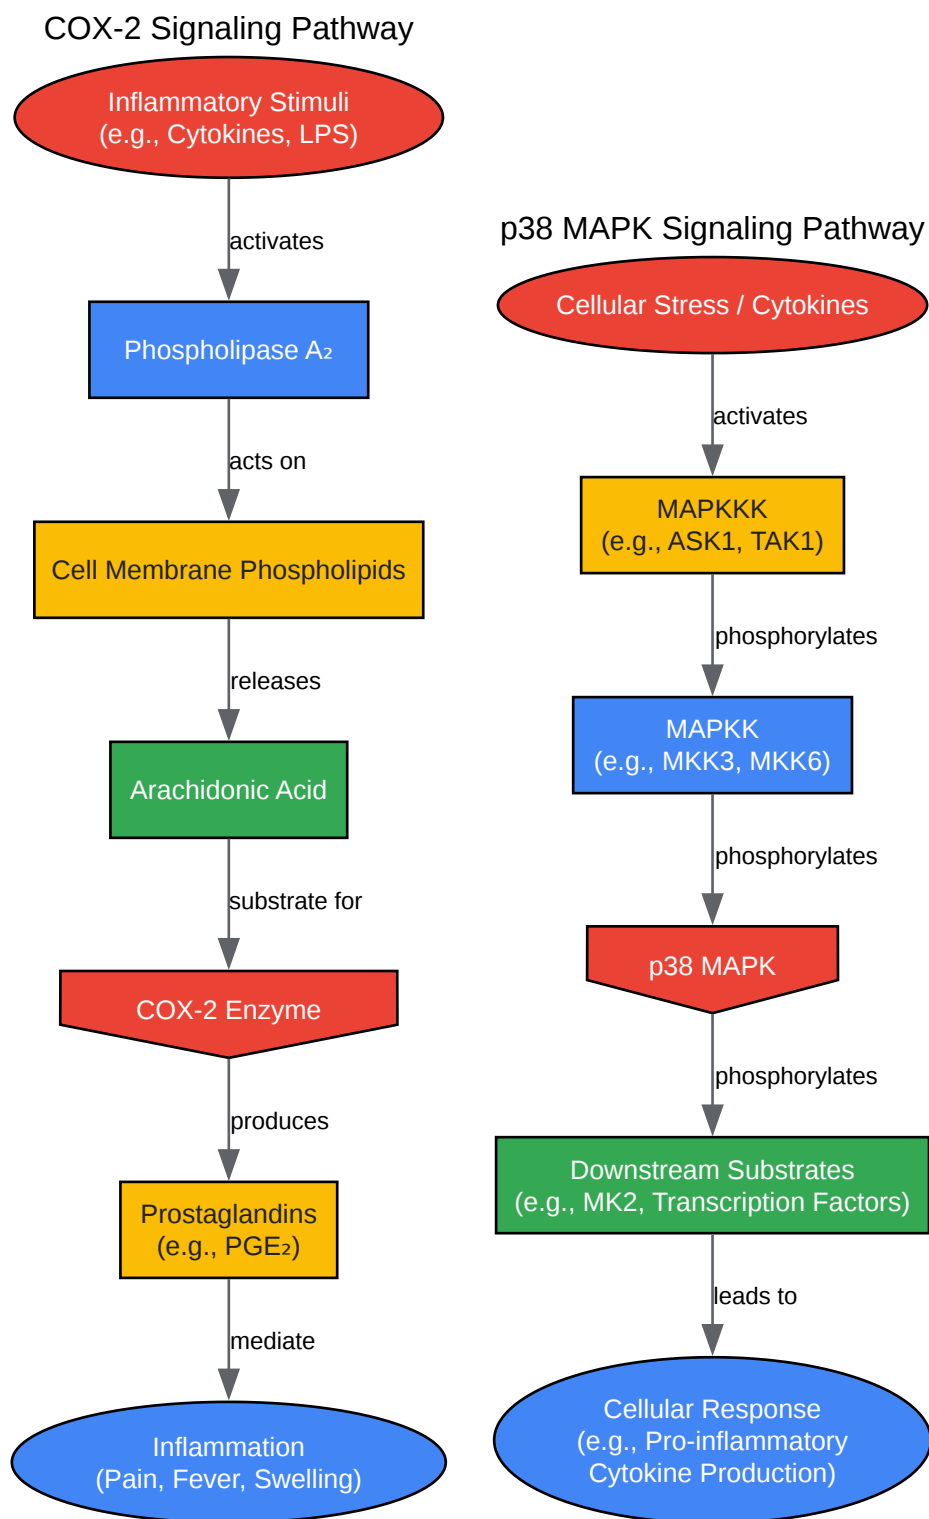 COX-2 Signaling Pathway
Inflammatory Stimuli
(e.g., Cytokines, LPS)
activates
Phospholipase A₂
acts on
Cell Membrane Phospholipids
releases
Arachidonic Acid
substrate for
COX-2 Enzyme
produces
Prostaglandins
(e.g., PGE₂)
mediate
Inflammation
(Pain, Fever, Swelling)
p38 MAPK Signaling Pathway
Cellular Stress / Cytokines
activates
MAPKKK
(e.g., ASK1, TAK1)
phosphorylates
MAPKK
(e.g., MKK3, MKK6)
phosphorylates
p38 MAPK
phosphorylates
Downstream Substrates
(e.g., MK2, Transcription Factors)
leads to
Cellular Response
(e.g., Pro-inflammatory
Cytokine Production)